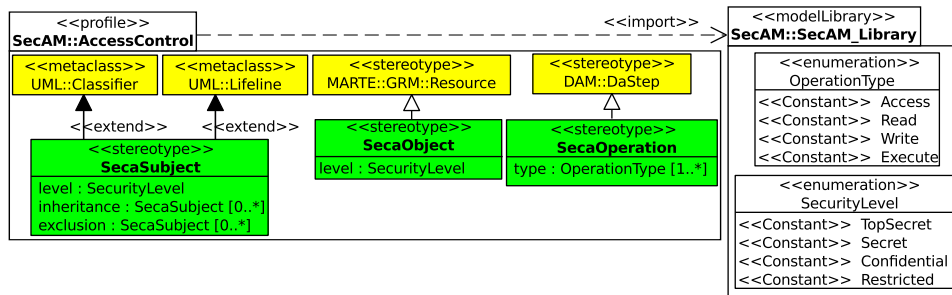 <<profile>>
SecAM::AccessControl
<<import>>
<<modelLibrary>>
SecAM::SecAM_Library
<<metaclass>>
UML::Classifier
<<metaclass>>
UML::Lifeline
<<stereotype>>
MARTE::GRM::Resource
<<stereotype>>
DAM::DaStep
<<extend>>
<<extend>>
<<stereotype>>
SecaSubject
level : SecurityLevel
inheritance : SecaSubject [0..*]
exclusion : SecaSubject [0..*]
<<stereotype>>
SecaObject
level : SecurityLevel
<<stereotype>>
SecaOperation
type : OperationType [1..*]
<<enumeration>>
OperationType
<<Constant>> Access
<<Constant>> Read
<<Constant>> Write
<<Constant>> Execute
<<enumeration>>
SecurityLevel
<<Constant>> TopSecret
<<Constant>> Secret
<<Constant>> Confidential
<<Constant>> Restricted